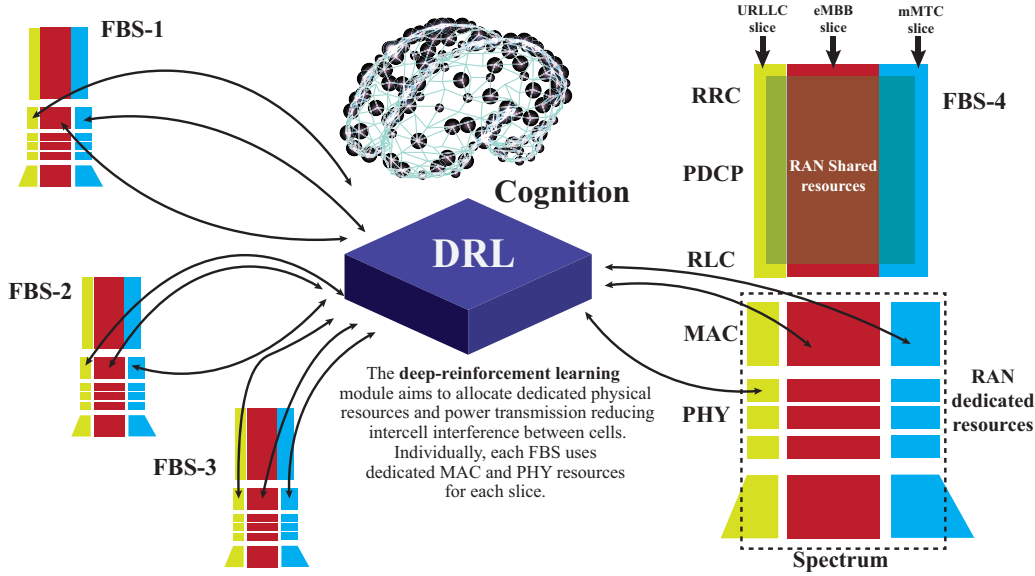 FBS-1
URLLC
slice
eMBB
slice
mMTC
slice
RRC
FBS-4
PDCP
RAN Shared
resources
Cognition
DRL
RLC
FBS-2
MAC
The deep-reinforcement learning
module aims to allocate dedicated physical
resources and power transmission reducing
intercell interference between cells.
Individually, each FBS uses
dedicated MAC and PHY resources
for each slice.
RAN
dedicated
resources
PHY
FBS-3
Spectrum